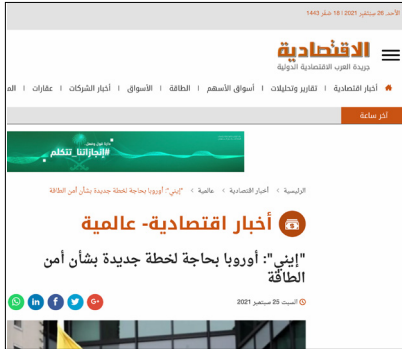 الأحد, 26 سبتمبر 2021 | 18 صَفَر 1443
الاقتصادية
جريدة العرب الاقتصادية الدولية
أخبار اقتصادية | تقارير وتحليلات | أسواق الأسهم | الطاقة | الأسواق | أخبار الشركات | عقارات | الم
آخر ساعة
#إنجازاتنا_تتكلم
الرئيسية > أخبار اقتصادية > عالمية > "إيني": أوروبا بحاجة لخطة جديدة بشأن أمن الطاقة
أخبار اقتصادية- عالمية
"إيني": أوروبا بحاجة لخطة جديدة بشأن أمن
الطاقة
السبت 25 سبتمبر 2021